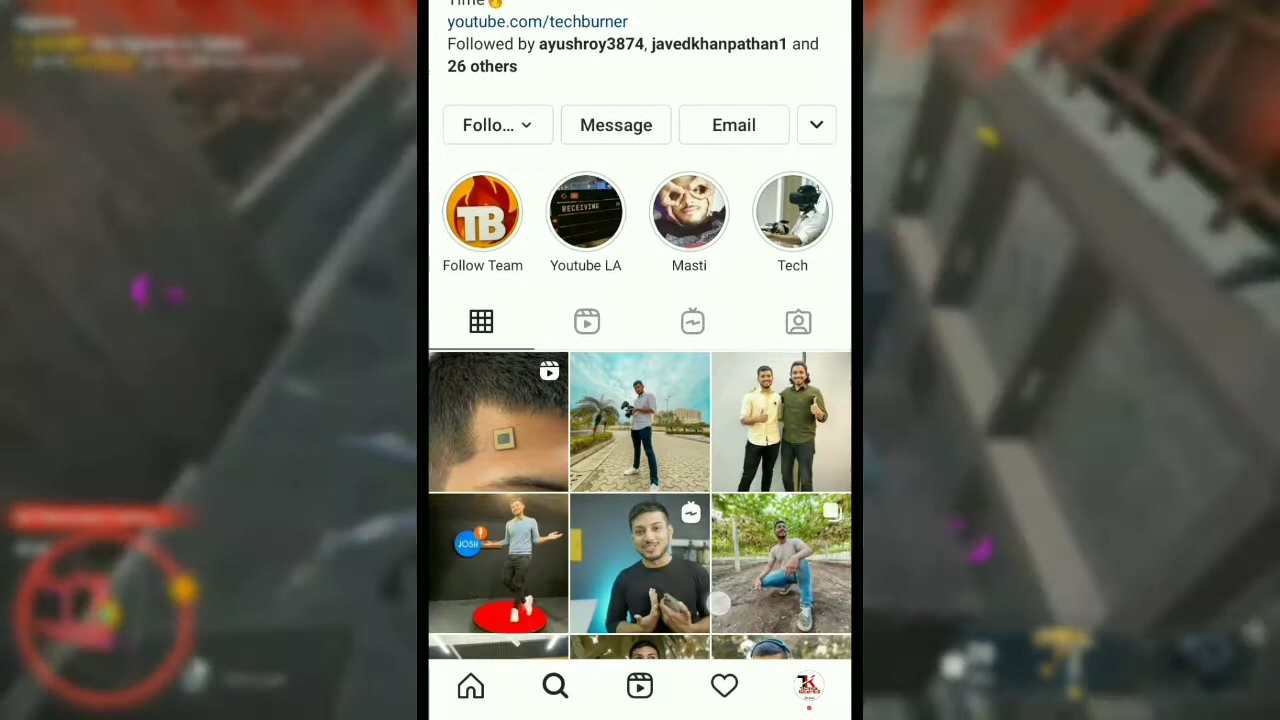 Time🔥
youtube.com/techburner
Followed by ayushroy3874, javedkhanpathan1 and
26 others
Follo...
Message
Email
TB
RECEIVING
Follow Team
Youtube LA
Masti
Tech
JOSH